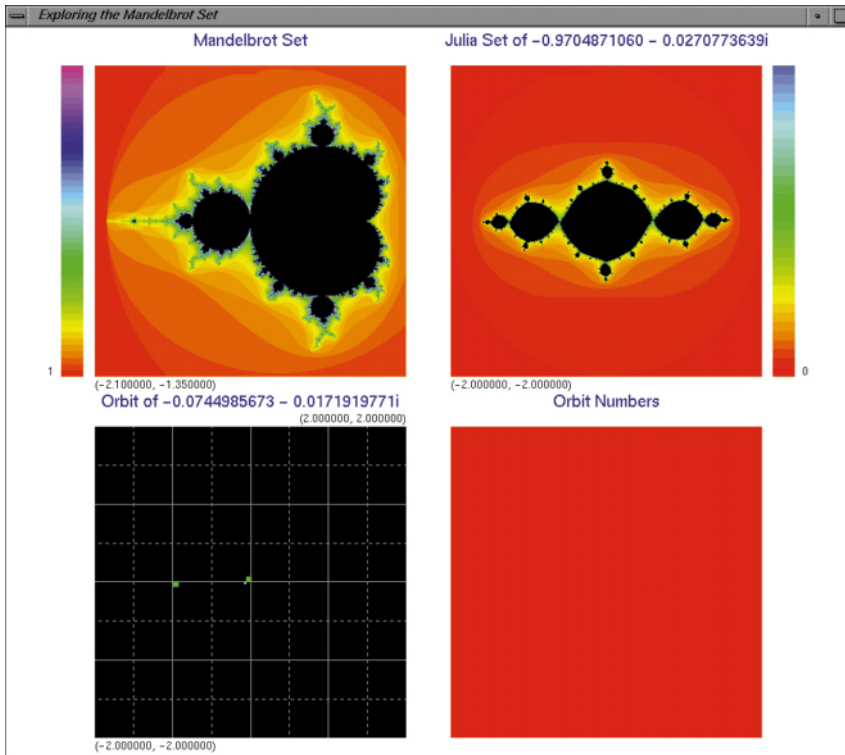 Exploring the Mandelbrot Set
Mandelbrot Set
Julia Set of -0.9704871060 - 0.0270773639i
1
0
(-2.100000, -1.350000)
(-2.000000, -2.000000)
Orbit of -0.0744985673 - 0.0171919771i
Orbit Numbers
(2.000000, 2.000000)
(-2.000000, -2.000000)